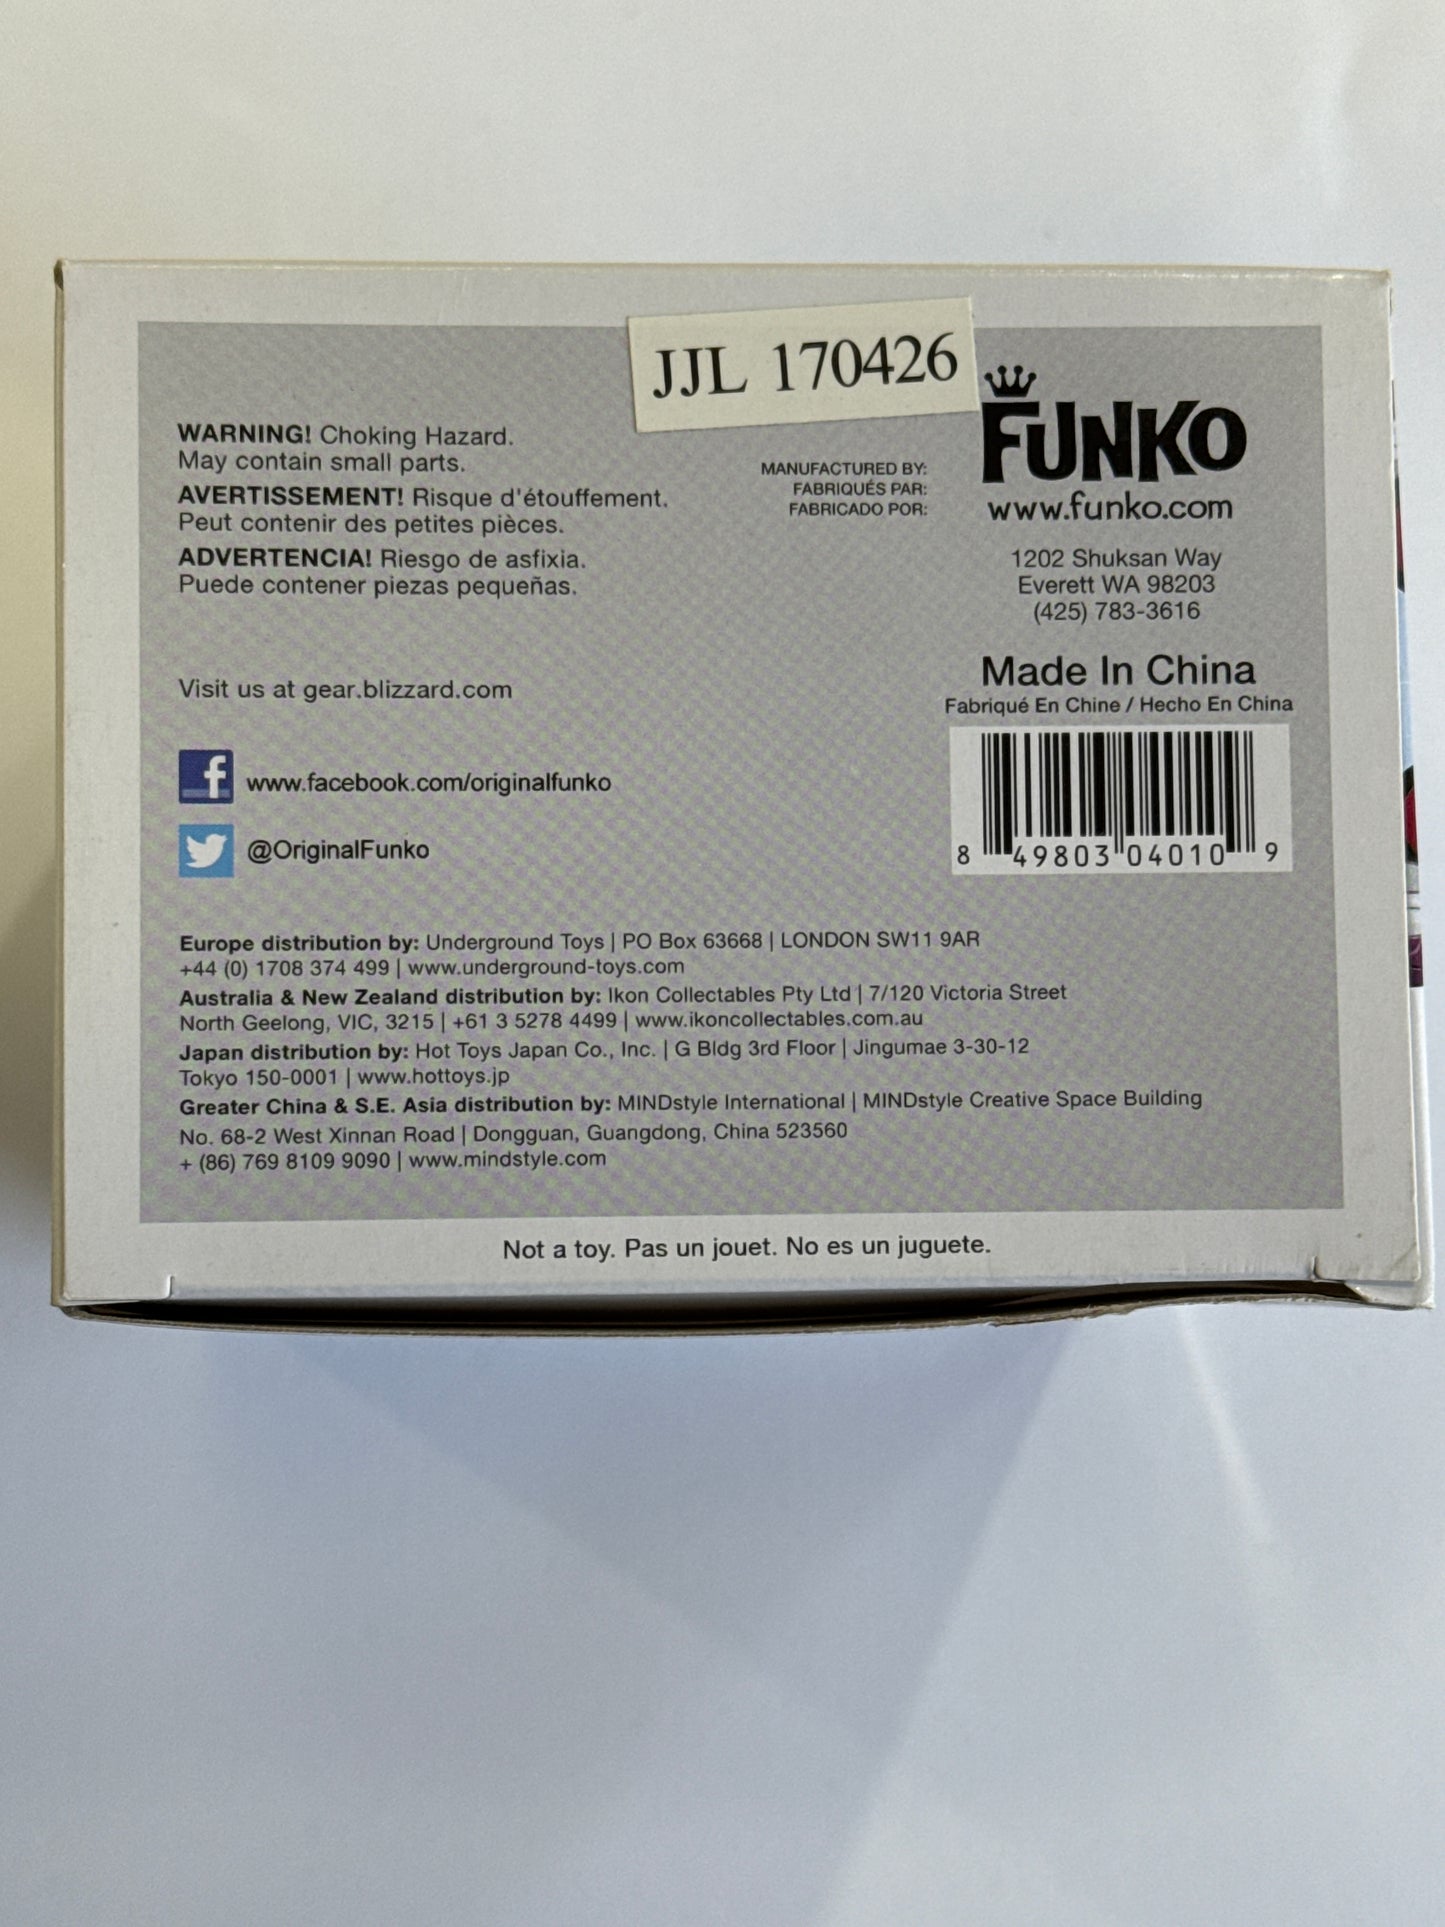 JJL 170426
WARNING! Choking Hazard.
May contain small parts.
AVERTISSEMENT! Risque d'étouffement.
Peut contenir des petites pièces.
ADVERTENCIA! Riesgo de asfixia.
Puede contener piezas pequeñas.
MANUFACTURED BY:
FABRIQUÉS PAR:
FABRICADO POR:
FUNKO
www.funko.com
1202 Shuksan Way
Everett WA 98203
(425) 783-3616
Made In China
Fabriqué En Chine / Hecho En China
8 49803 04010 9
Visit us at gear.blizzard.com
f www.facebook.com/originalfunko
@OriginalFunko
Europe distribution by: Underground Toys | PO Box 63668 | LONDON SW11 9AR
+44 (0) 1708 374 499 | www.underground-toys.com
Australia & New Zealand distribution by: Ikon Collectables Pty Ltd | 7/120 Victoria Street
North Geelong, VIC, 3215 | +61 3 5278 4499 | www.ikoncollectables.com.au
Japan distribution by: Hot Toys Japan Co., Inc. | G Bldg 3rd Floor | Jingumae 3-30-12
Tokyo 150-0001 | www.hottoys.jp
Greater China & S.E. Asia distribution by: MINDstyle International | MINDstyle Creative Space Building
No. 68-2 West Xinnan Road | Dongguan, Guangdong, China 523560
+ (86) 769 8109 9090 | www.mindstyle.com
Not a toy. Pas un jouet. No es un juguete.